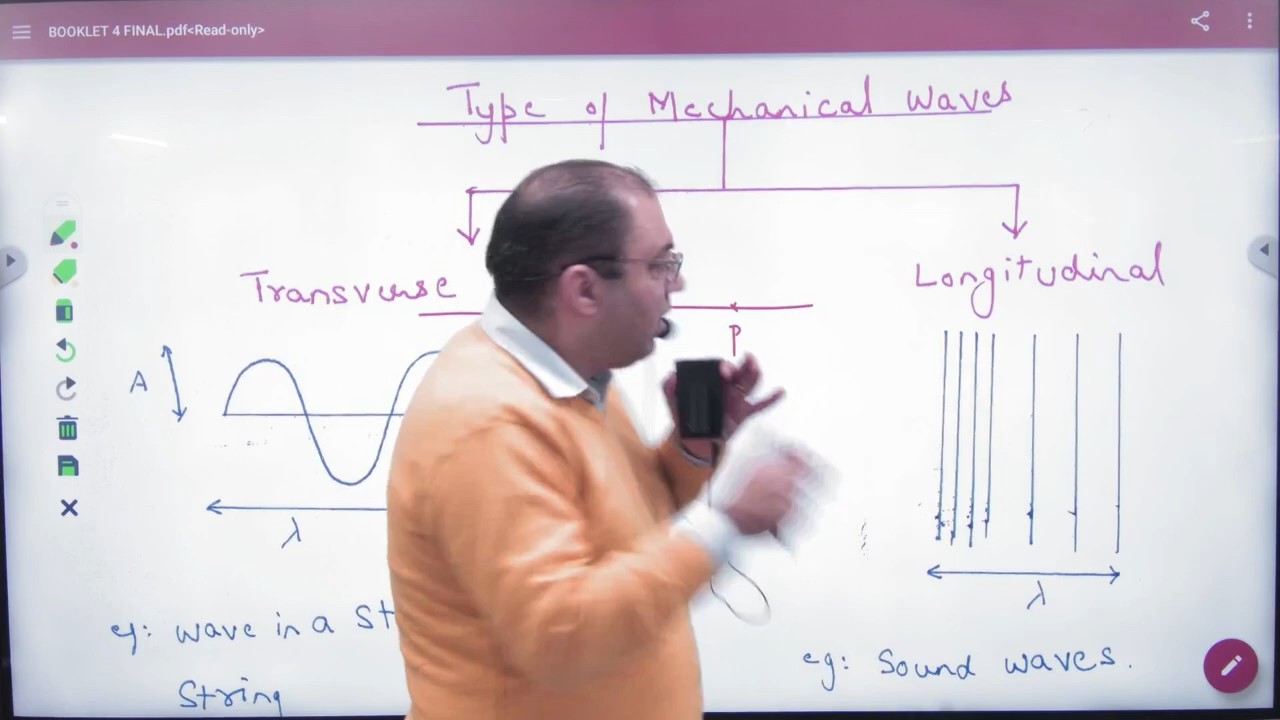 BOOKLET 4 FINAL.pdf<Read-only>
Type of Mechanical Waves
Transverse
Longitudinal
P
A
λ
λ
eg: wave in a
String
eg: Sound waves.